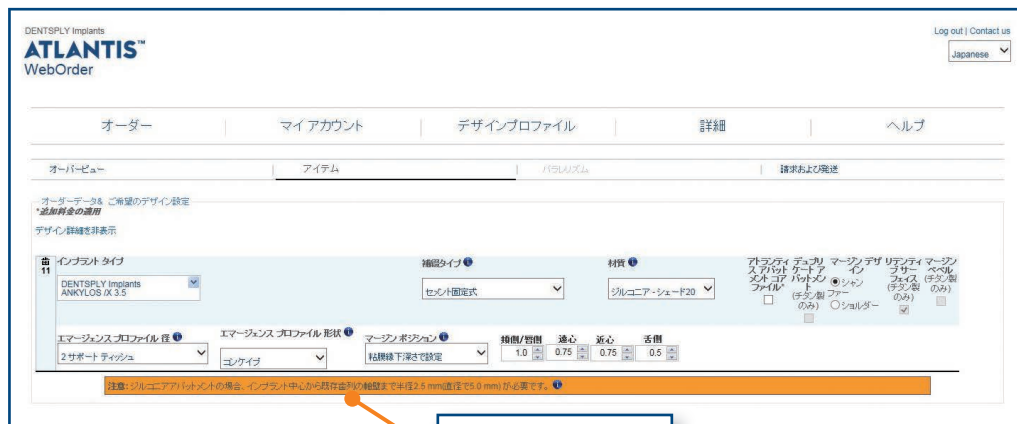 DENTSPLY Implants
ATLANTIS™
WebOrder
Log out | Contact us
Japanese
オーダー
マイ アカウント
デザインプロファイル
詳細
ヘルプ
オーバービュー
アイテム
パラレリズム
請求および発送
オーダーデータ& ご希望のデザイン設定
*追加料金の適用
デザイン詳細を非表示
歯
11
インプラント タイプ
DENTSPLY Implants
ANKYLOS /X 3.5
補綴タイプ
セメント固定式
材質
ジルコニア - シェード20
アトランティスアバットメント コアファイル*
デュプリケートアバットメント (チタン製のみ)
マージン デザイン
シャンファー
ショルダー
リテンティブ サーフェイス (チタン製のみ)
マージンベベル (チタン製のみ)
エマージェンス プロファイル 径
2 サポート ティッシュ
エマージェンス プロファイル 形状
コンケイブ
マージン ポジション
粘膜縁下深さで設定
頬側/唇側 遠心 近心 舌側
1.0 0.75 0.75 0.5
注意: ジルコニアアバットメントの場合、インプラント中心から既存歯列の軸壁まで半径2.5 mm(直径で5.0 mm) が必要です。